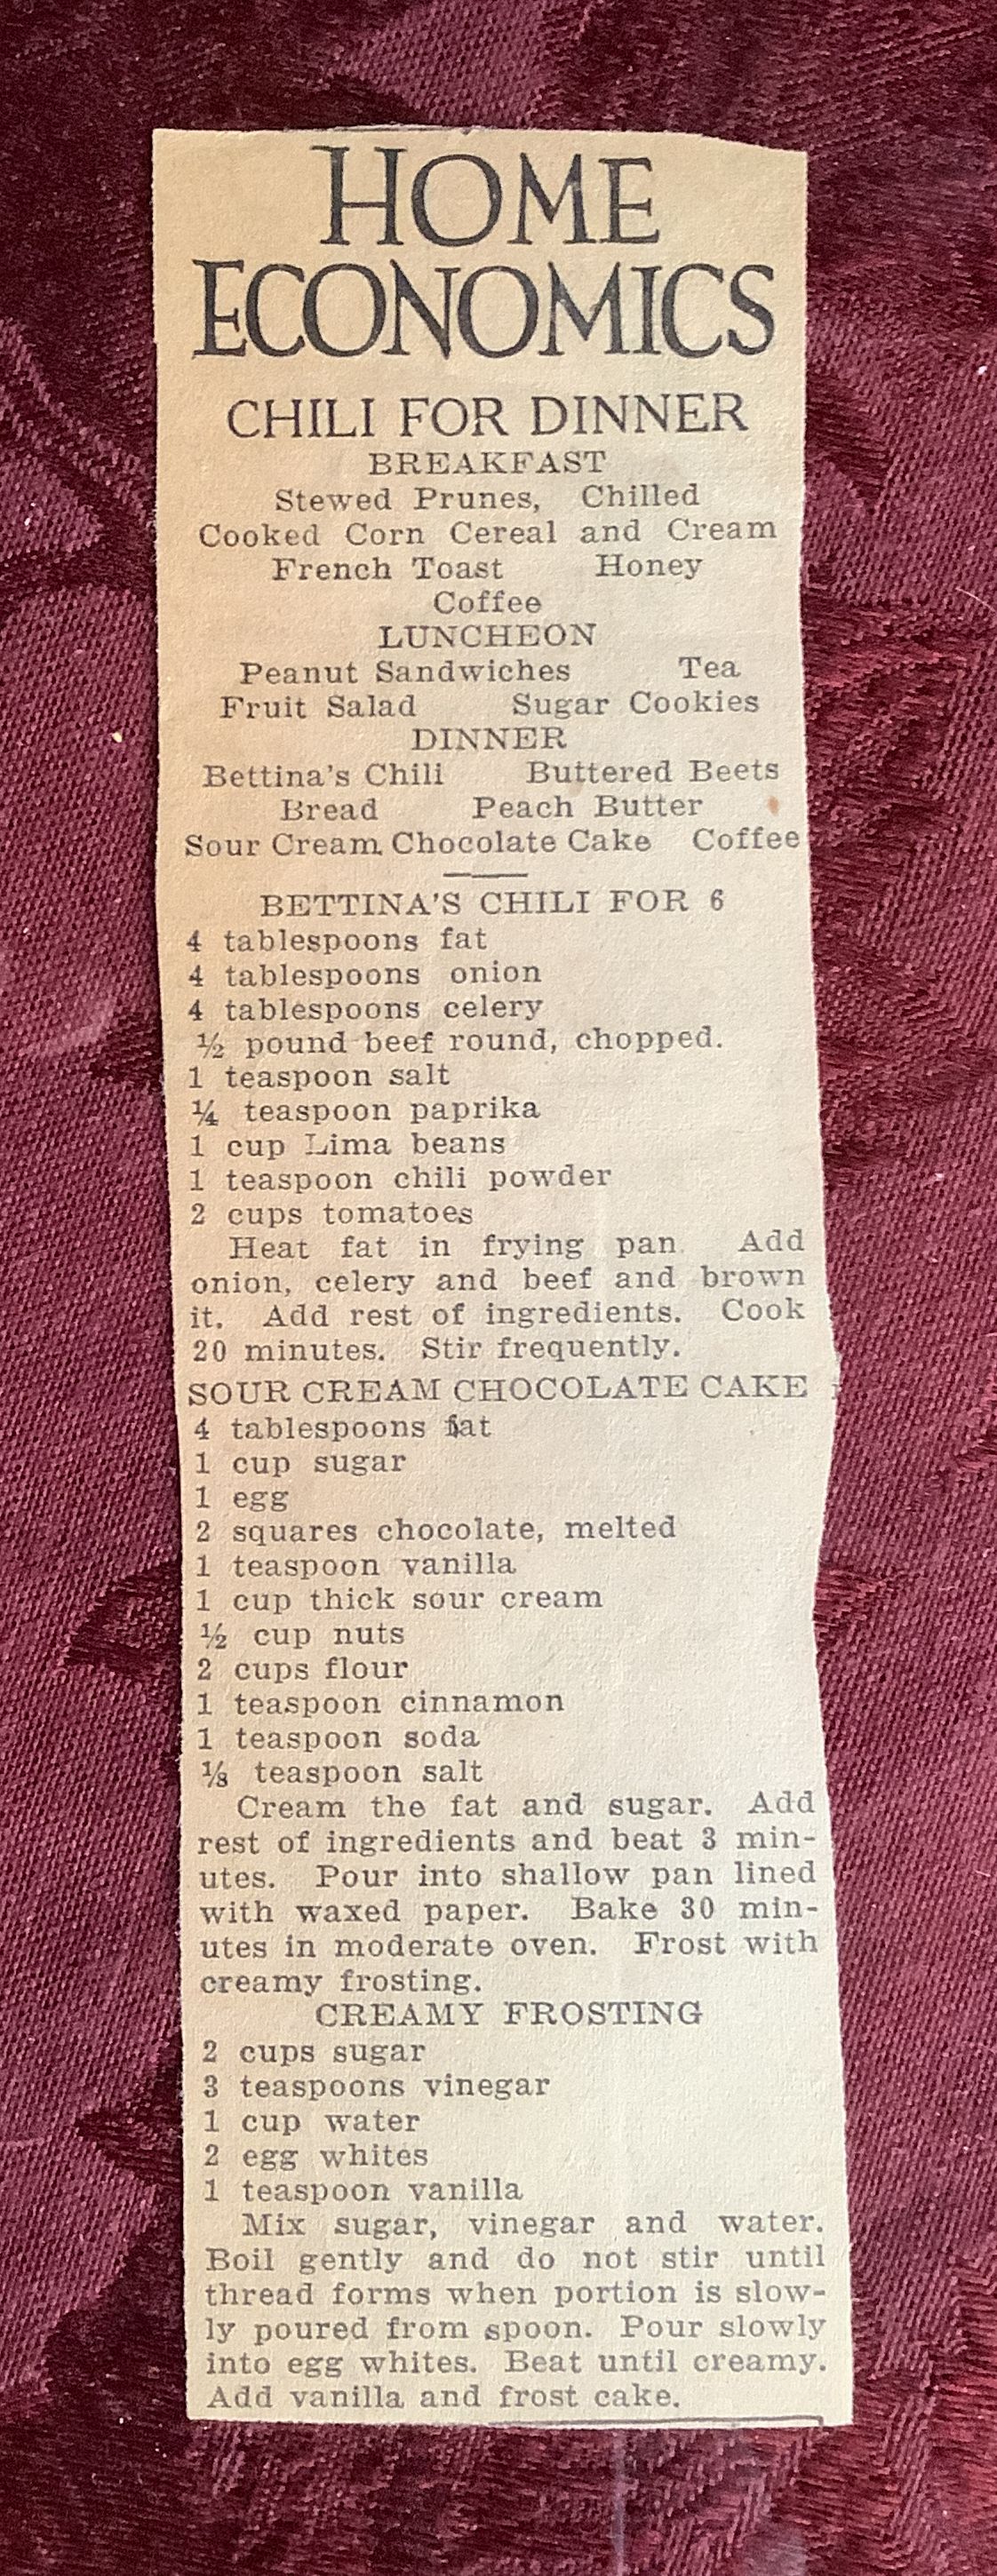 HOME
ECONOMICS
CHILI FOR DINNER
BREAKFAST
Stewed Prunes, Chilled
Cooked Corn Cereal and Cream
French Toast Honey
Coffee
LUNCHEON
Peanut Sandwiches Tea
Fruit Salad Sugar Cookies
DINNER
Bettina's Chili Buttered Beets
Bread Peach Butter
Sour Cream Chocolate Cake Coffee
BETTINA'S CHILI FOR 6
4 tablespoons fat
4 tablespoons onion
4 tablespoons celery
½ pound beef round, chopped.
1 teaspoon salt
¼ teaspoon paprika
1 cup Lima beans
1 teaspoon chili powder
2 cups tomatoes
Heat fat in frying pan Add
onion, celery and beef and brown
it. Add rest of ingredients. Cook
20 minutes. Stir frequently.
SOUR CREAM CHOCOLATE CAKE
4 tablespoons fat
1 cup sugar
1 egg
2 squares chocolate, melted
1 teaspoon vanilla
1 cup thick sour cream
½ cup nuts
2 cups flour
1 teaspoon cinnamon
1 teaspoon soda
⅓ teaspoon salt
Cream the fat and sugar. Add
rest of ingredients and beat 3 min-
utes. Pour into shallow pan lined
with waxed paper. Bake 30 min-
utes in moderate oven. Frost with
creamy frosting.
CREAMY FROSTING
2 cups sugar
3 teaspoons vinegar
1 cup water
2 egg whites
1 teaspoon vanilla
Mix sugar, vinegar and water.
Boil gently and do not stir until
thread forms when portion is slow-
ly poured from spoon. Pour slowly
into egg whites. Beat until creamy.
Add vanilla and frost cake.